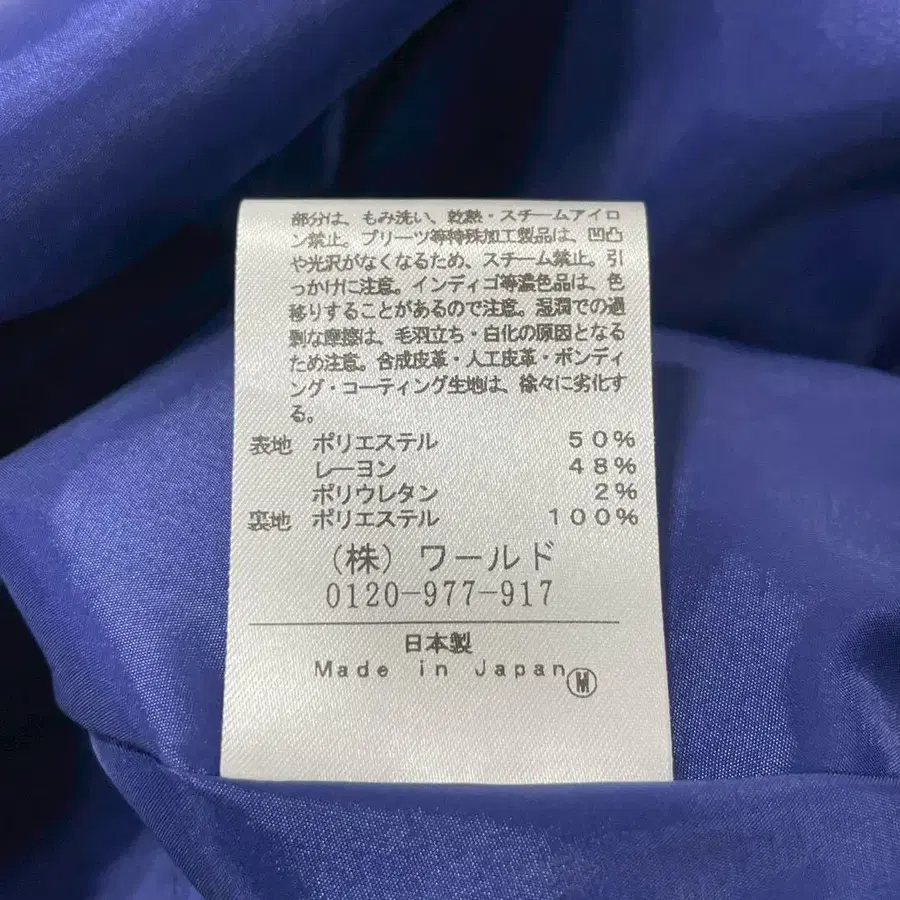 部分は、もみ洗い、乾熱・スチームアイロ
ン禁止。プリーツ等特殊加工製品は、凹凸
や光沢がなくなるため、スチーム禁止。引
っかけに注意。インディゴ等濃色品は、色
移りすることがあるので注意。湿潤での過
剰な摩擦は、毛羽立ち・白化の原因となる
ため注意。合成皮革・人工皮革・ボンディ
ング・コーティング生地は、徐々に劣化す
る。
表地 ポリエステル 50%
レーヨン 48%
ポリウレタン 2%
裏地 ポリエステル 100%
(株)ワールド
0120-977-917
日本製
Made in Japan Ⓜ